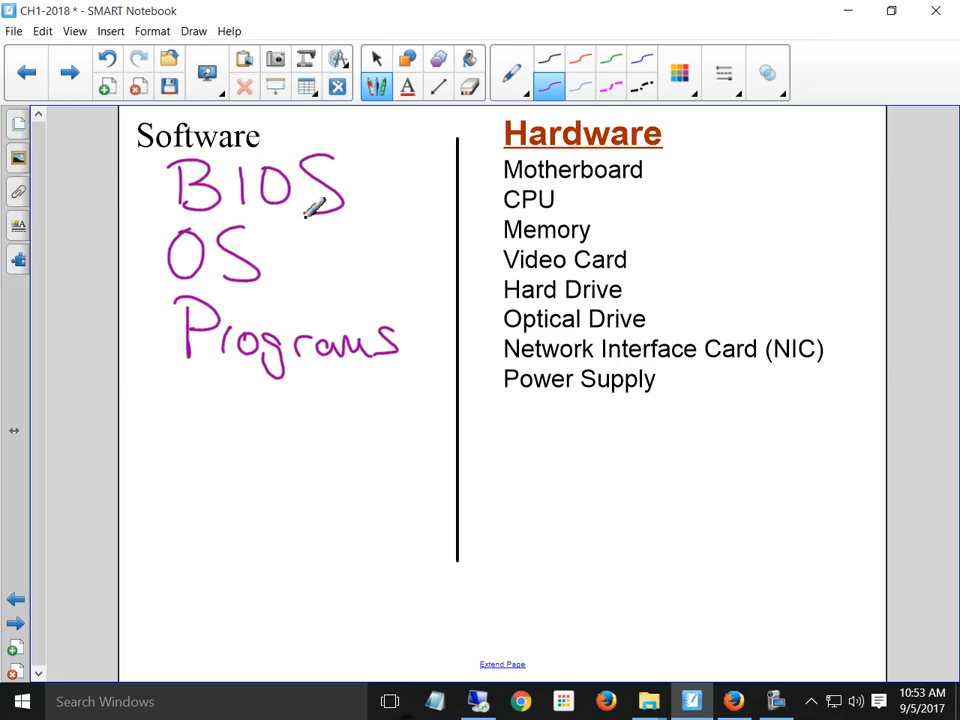 CH1-2018 * - SMART Notebook
File Edit View Insert Format Draw Help
Software
BIOS
OS
Programs
Hardware
Motherboard
CPU
Memory
Video Card
Hard Drive
Optical Drive
Network Interface Card (NIC)
Power Supply
Extend Page
Search Windows
10:53 AM
9/5/2017